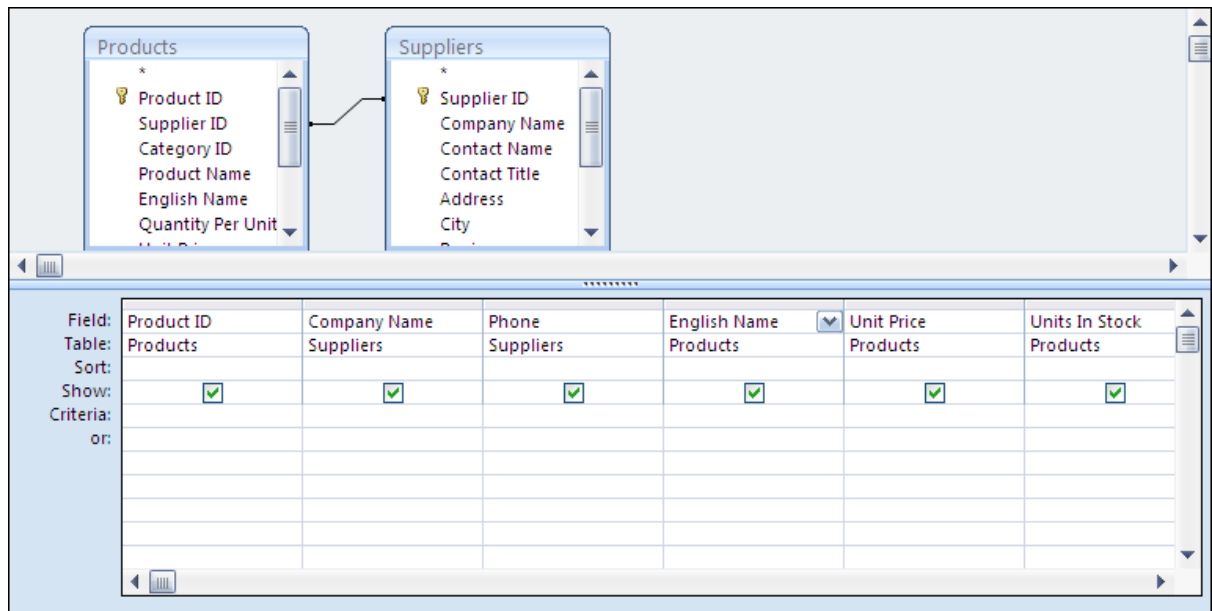 Products Suppliers
* *
Product ID Supplier ID
Supplier ID Company Name
Category ID Contact Name
Product Name Contact Title
English Name Address
Quantity Per Unit City
Field: Product ID Company Name Phone English Name Unit Price Units In Stock
Table: Products Suppliers Suppliers Products Products Products
Sort:
Show:
Criteria:
or: